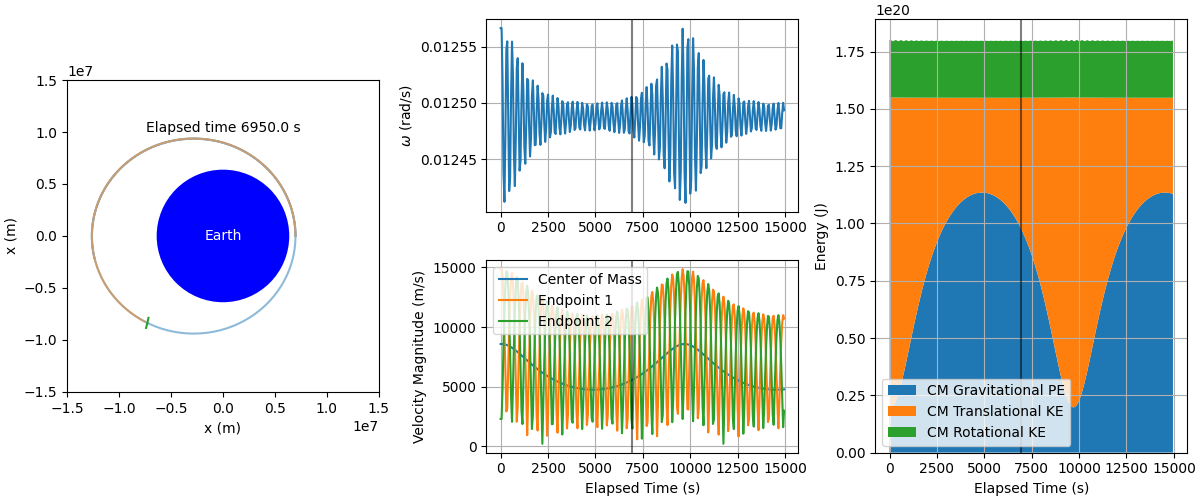 1e7
1.5
1.0
0.5
0.0
−0.5
−1.0
−1.5
x (m)
Elapsed time 6950.0 s
Earth
−1.5 −1.0 −0.5 0.0 0.5 1.0 1.5
x (m)
1e7
0.01255
0.01250
0.01245
ω (rad/s)
0 2500 5000 7500 10000 12500 15000
15000
10000
5000
0
Velocity Magnitude (m/s)
Center of Mass
Endpoint 1
Endpoint 2
0 2500 5000 7500 10000 12500 15000
Elapsed Time (s)
1e20
1.75
1.50
1.25
1.00
0.75
0.50
0.25
0.00
Energy (J)
CM Gravitational PE
CM Translational KE
CM Rotational KE
0 2500 5000 7500 10000 12500 15000
Elapsed Time (s)